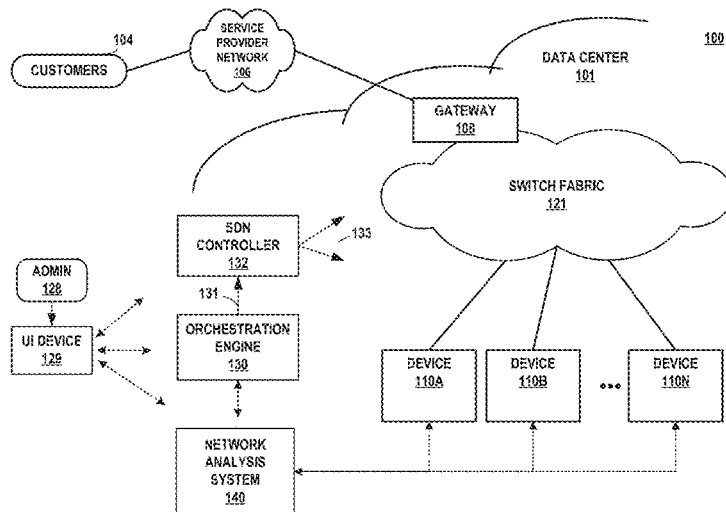 104
CUSTOMERS
SERVICE
PROVIDER
NETWORK
106
100
DATA CENTER
101
GATEWAY
108
SWITCH FABRIC
121
SDN
CONTROLLER
132
133
ADMIN
128
131
UI DEVICE
129
ORCHESTRATION
ENGINE
130
DEVICE
110A
DEVICE
110B
•••
DEVICE
110N
NETWORK
ANALYSIS
SYSTEM
140